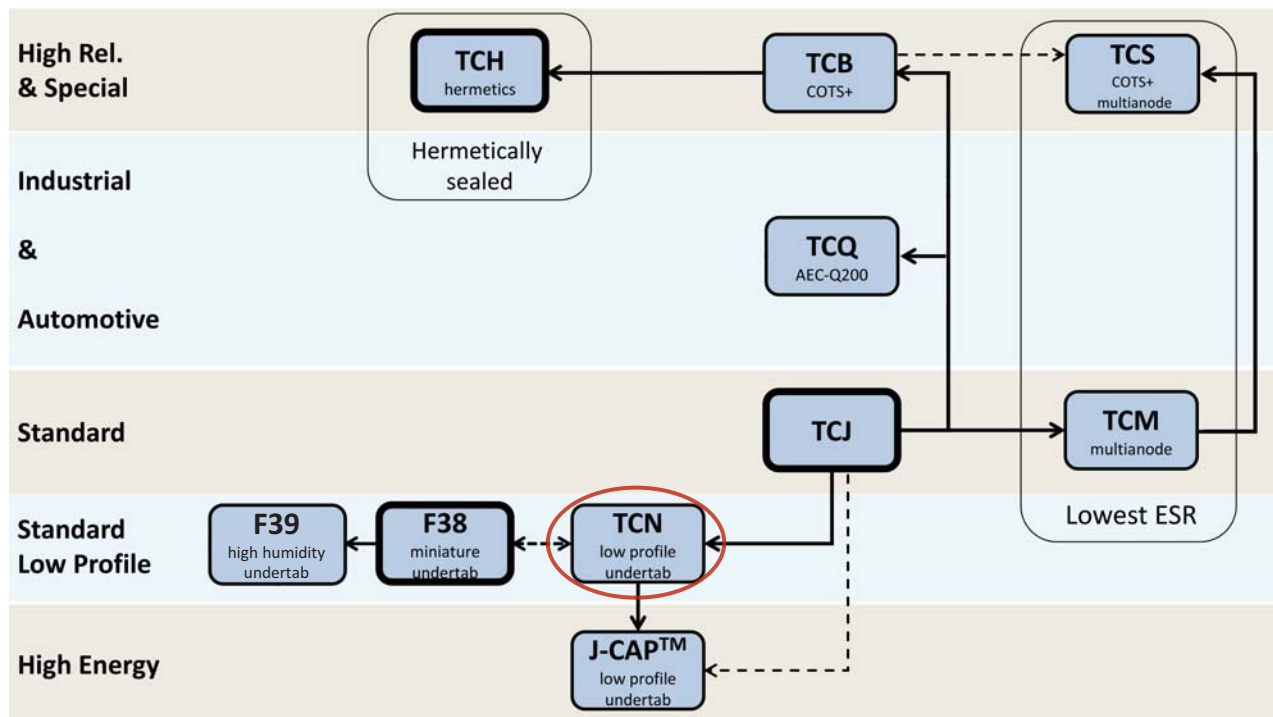 High Rel.
& Special
TCH
hermetics
Hermetically
sealed
TCB
COTS+
TCS
COTS+
multianode
Industrial
&
Automotive
TCQ
AEC-Q200
Standard
TCJ
TCM
multianode
Lowest ESR
Standard
Low Profile
F39
high humidity
undertab
F38
miniature
undertab
TCN
low profile
undertab
High Energy
J-CAP™
low profile
undertab